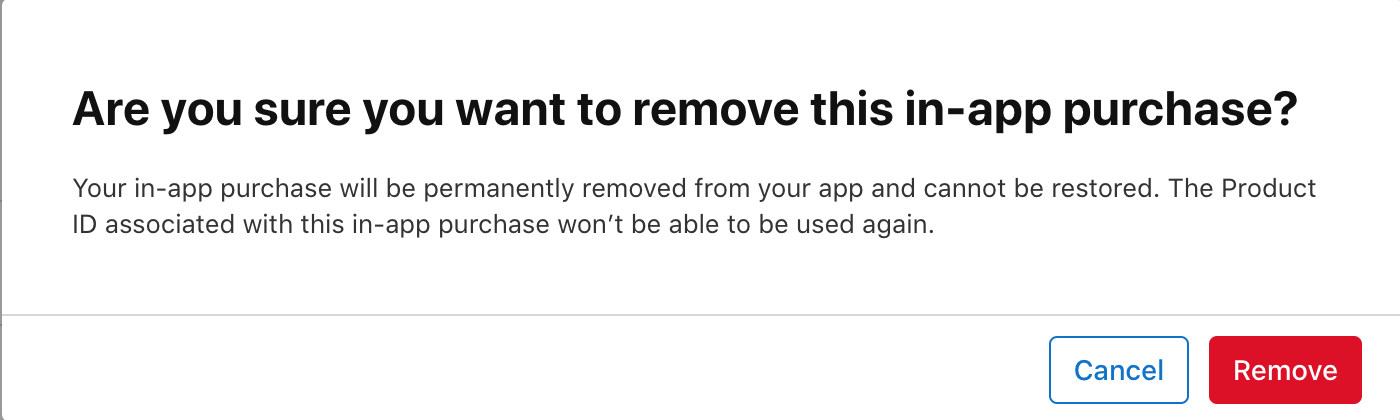 Are you sure you want to remove this in-app purchase?
Your in-app purchase will be permanently removed from your app and cannot be restored. The Product
ID associated with this in-app purchase won’t be able to be used again.
Cancel
Remove